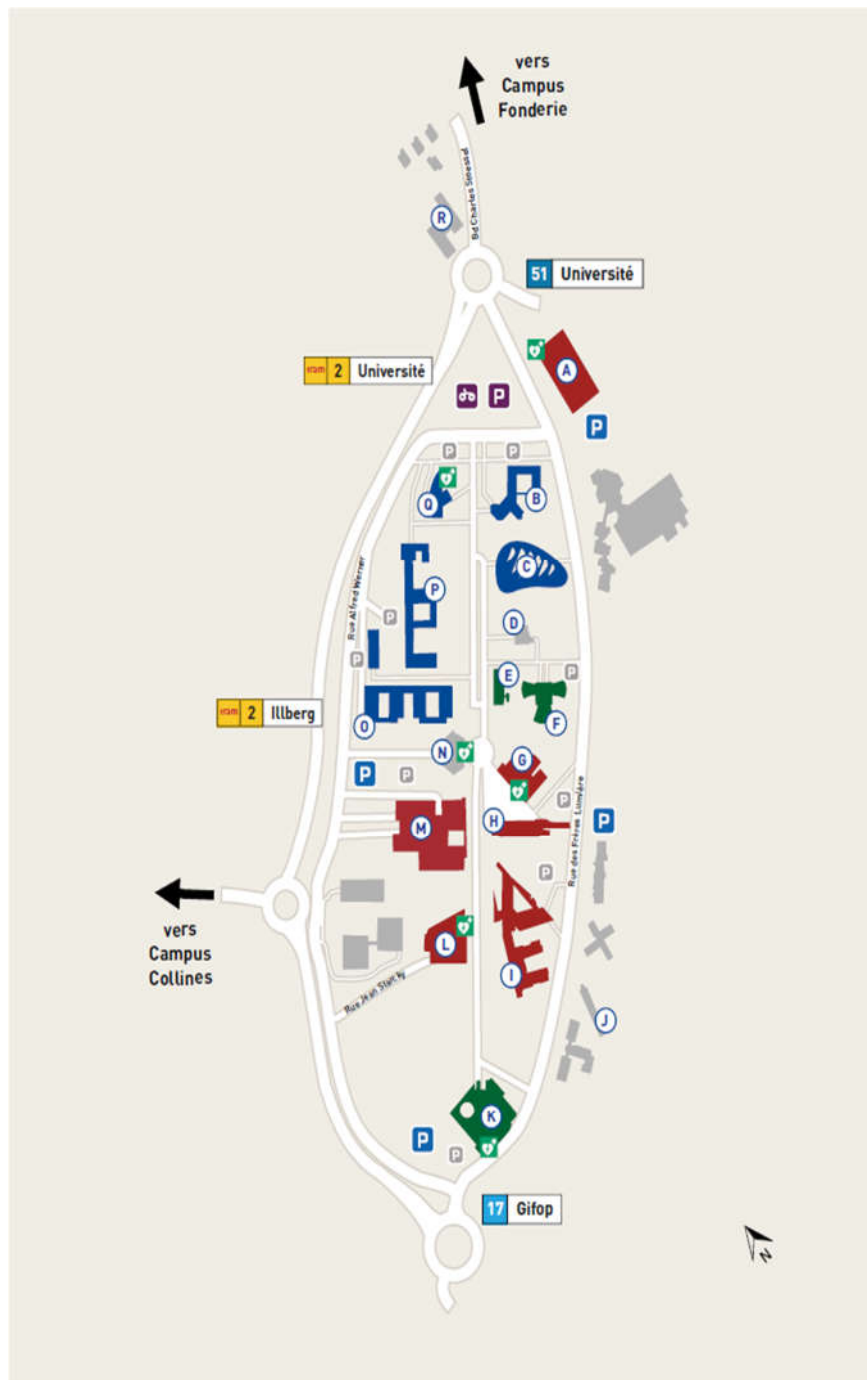 vers
Campus
Fonderie
Bd Charles Stoessel
R
51 Université
A
tram 2 Université
P
P
P
P
Q
B
C
Rue Alfred Werner
P
P
D
P
E
P
F
tram 2 Illberg
O
N
G
P
P
P
H
P
M
Rue des Frères Lumière
P
vers
Campus
Collines
L
I
Rue Jean Starcky
J
K
P
P
17 Gifop
N